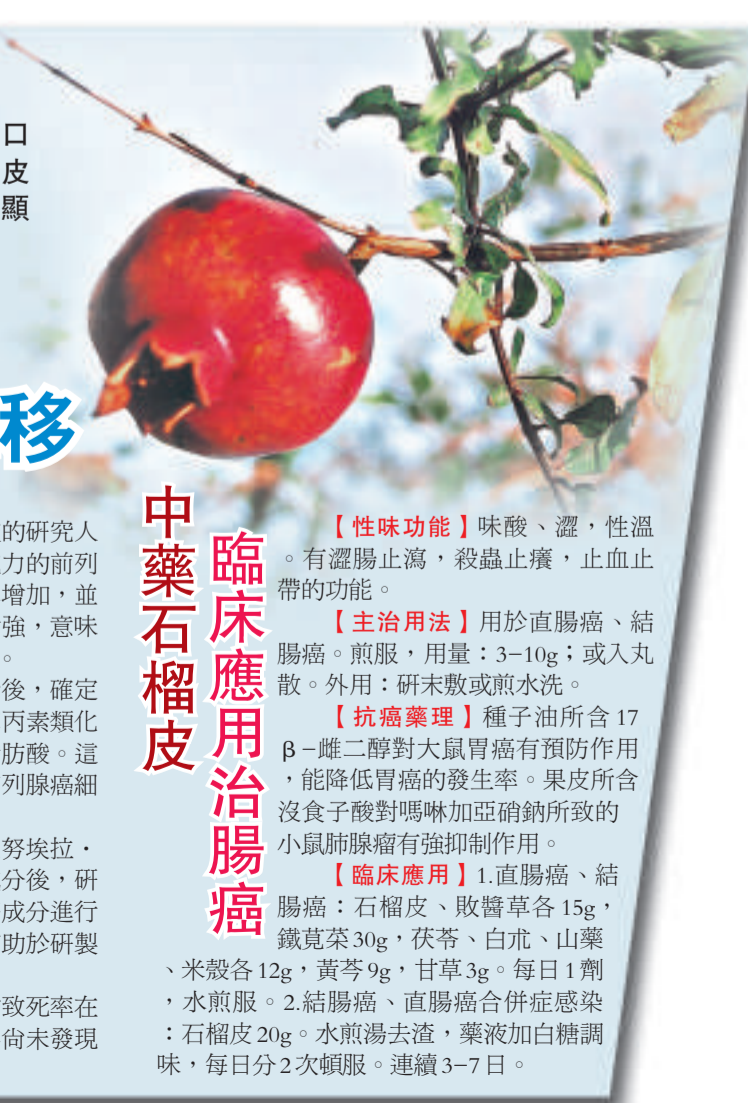 口
皮
顯
移
的研究人
力的前列
增加，並
強，意味
。
後，確定
丙素類化
肪酸。這
列腺癌細
努埃拉·
分後，研
成分進行
助於研製
致死率在
尚未發現
中藥石榴皮
臨床應用治腸癌
【性味功能】味酸、澀，性溫
。有澀腸止瀉，殺蟲止癢，止血止
帶的功能。
【主治用法】用於直腸癌、結
腸癌。煎服，用量：3-10g；或入丸
散。外用：研末敷或煎水洗。
【抗癌藥理】種子油所含17
β-雌二醇對大鼠胃癌有預防作用
，能降低胃癌的發生率。果皮所含
沒食子酸對嗎啉加亞硝鈉所致的
小鼠肺腺瘤有強抑制作用。
【臨床應用】1.直腸癌、結
腸癌：石榴皮、敗醬草各15g，
鐵莧菜30g，茯苓、白朮、山藥
、米殼各12g，黃芩9g，甘草3g。每日1劑
，水煎服。2.結腸癌、直腸癌合併症感染
：石榴皮20g。水煎湯去渣，藥液加白糖調
味，每日分2次頓服。連續3-7日。